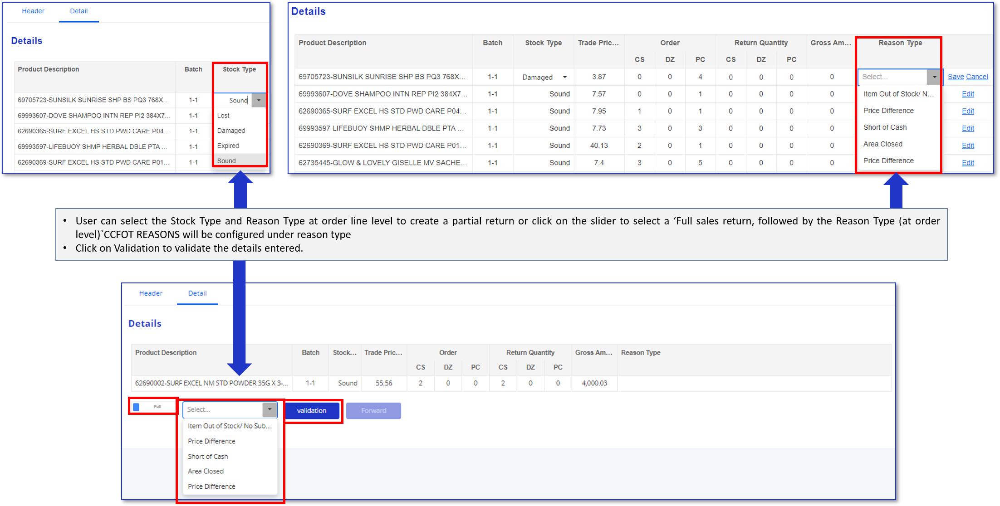 Header Detail
Details
Product Description Batch Stock Type
69705723-SUNSILK SUNRISE SHP BS PQ3 768X... 1-1 Sound
69993607-DOVE SHAMPOO INTN REP PI2 384X7... 1-1 Lost
62690365-SURF EXCEL HS STD PWD CARE P04... 1-1 Damaged
69993597-LIFEBUOY SHMP HERBAL DBLE PTA ... 1-1 Expired
62690369-SURF EXCEL HS STD PWD CARE P01... 1-1 Sound
Details
Product Description Batch Stock Type Trade Pric... Order Return Quantity Gross Am... Reason Type
CS DZ PC CS DZ PC
69705723-SUNSILK SUNRISE SHP BS PQ3 768X... 1-1 Damaged 3.87 0 0 4 0 0 0 0 Select... Save Cancel
69993607-DOVE SHAMPOO INTN REP PI2 384X7... 1-1 Sound 7.57 0 0 1 0 0 0 0 Item Out of Stock/ N... Edit
62690365-SURF EXCEL HS STD PWD CARE P04... 1-1 Sound 7.95 1 0 1 0 0 0 0 Price Difference Edit
69993597-LIFEBUOY SHMP HERBAL DBLE PTA ... 1-1 Sound 7.73 3 0 3 0 0 0 0 Short of Cash Edit
62690369-SURF EXCEL HS STD PWD CARE P01... 1-1 Sound 40.13 2 0 1 0 0 0 0 Area Closed Edit
62735445-GLOW & LOVELY GISELLE MV SACHE... 1-1 Sound 7.4 3 0 5 0 0 0 0 Price Difference Edit
• User can select the Stock Type and Reason Type at order line level to create a partial return or click on the slider to select a ‘Full sales return, followed by the Reason Type (at order
level)`CCFOT REASONS will be configured under reason type
• Click on Validation to validate the details entered.
Header Detail
Details
Product Description Batch Stock... Trade Pric... Order Return Quantity Gross Am... Reason Type
CS DZ PC CS DZ PC
62690002-SURF EXCEL NM STD POWDER 35G X 3-... 1-1 Sound 55.56 2 0 0 2 0 0 4,000.03
Full Select... validation Forward
Item Out of Stock/ No Sub...
Price Difference
Short of Cash
Area Closed
Price Difference